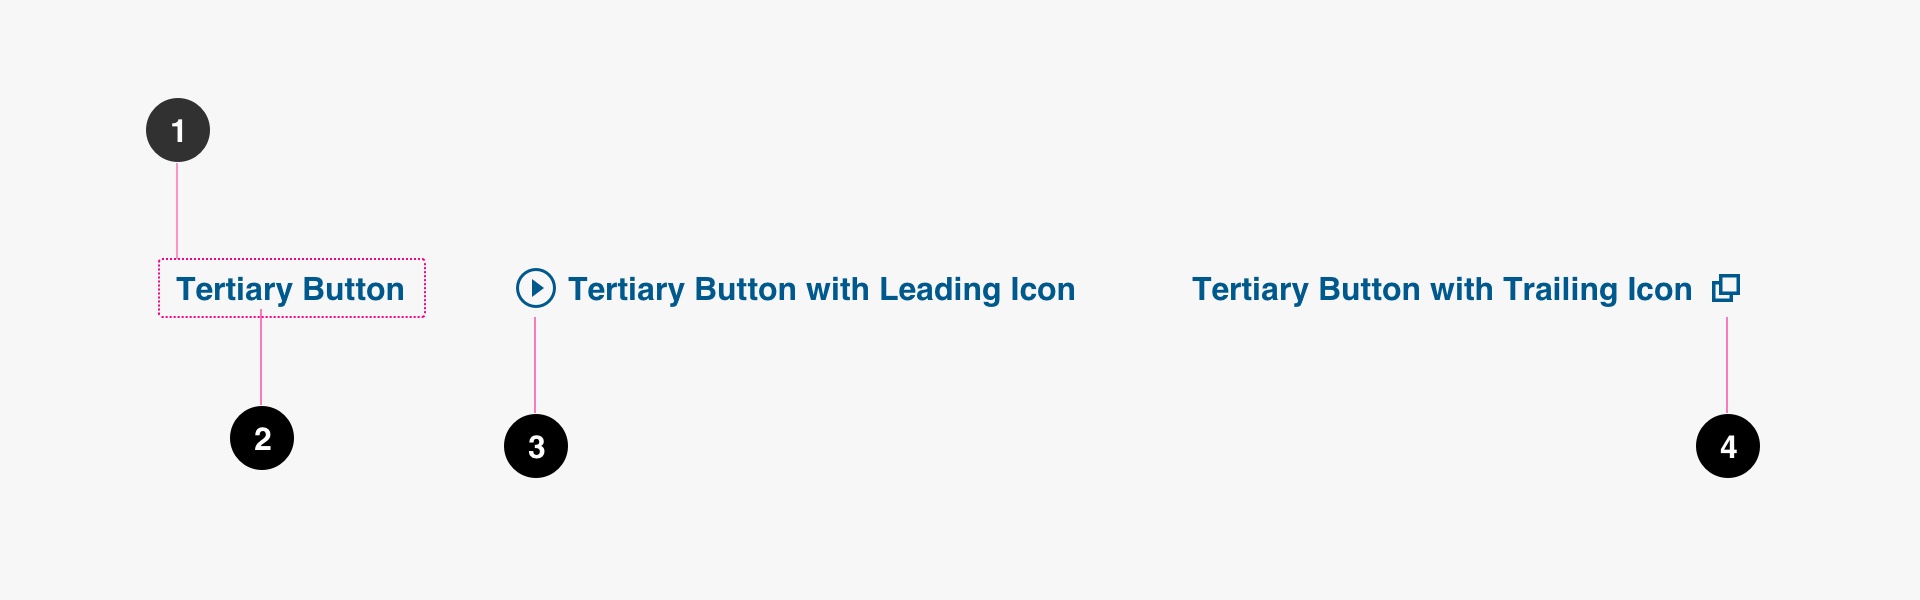 1
Tertiary Button
Tertiary Button with Leading Icon
Tertiary Button with Trailing Icon
2
3
4